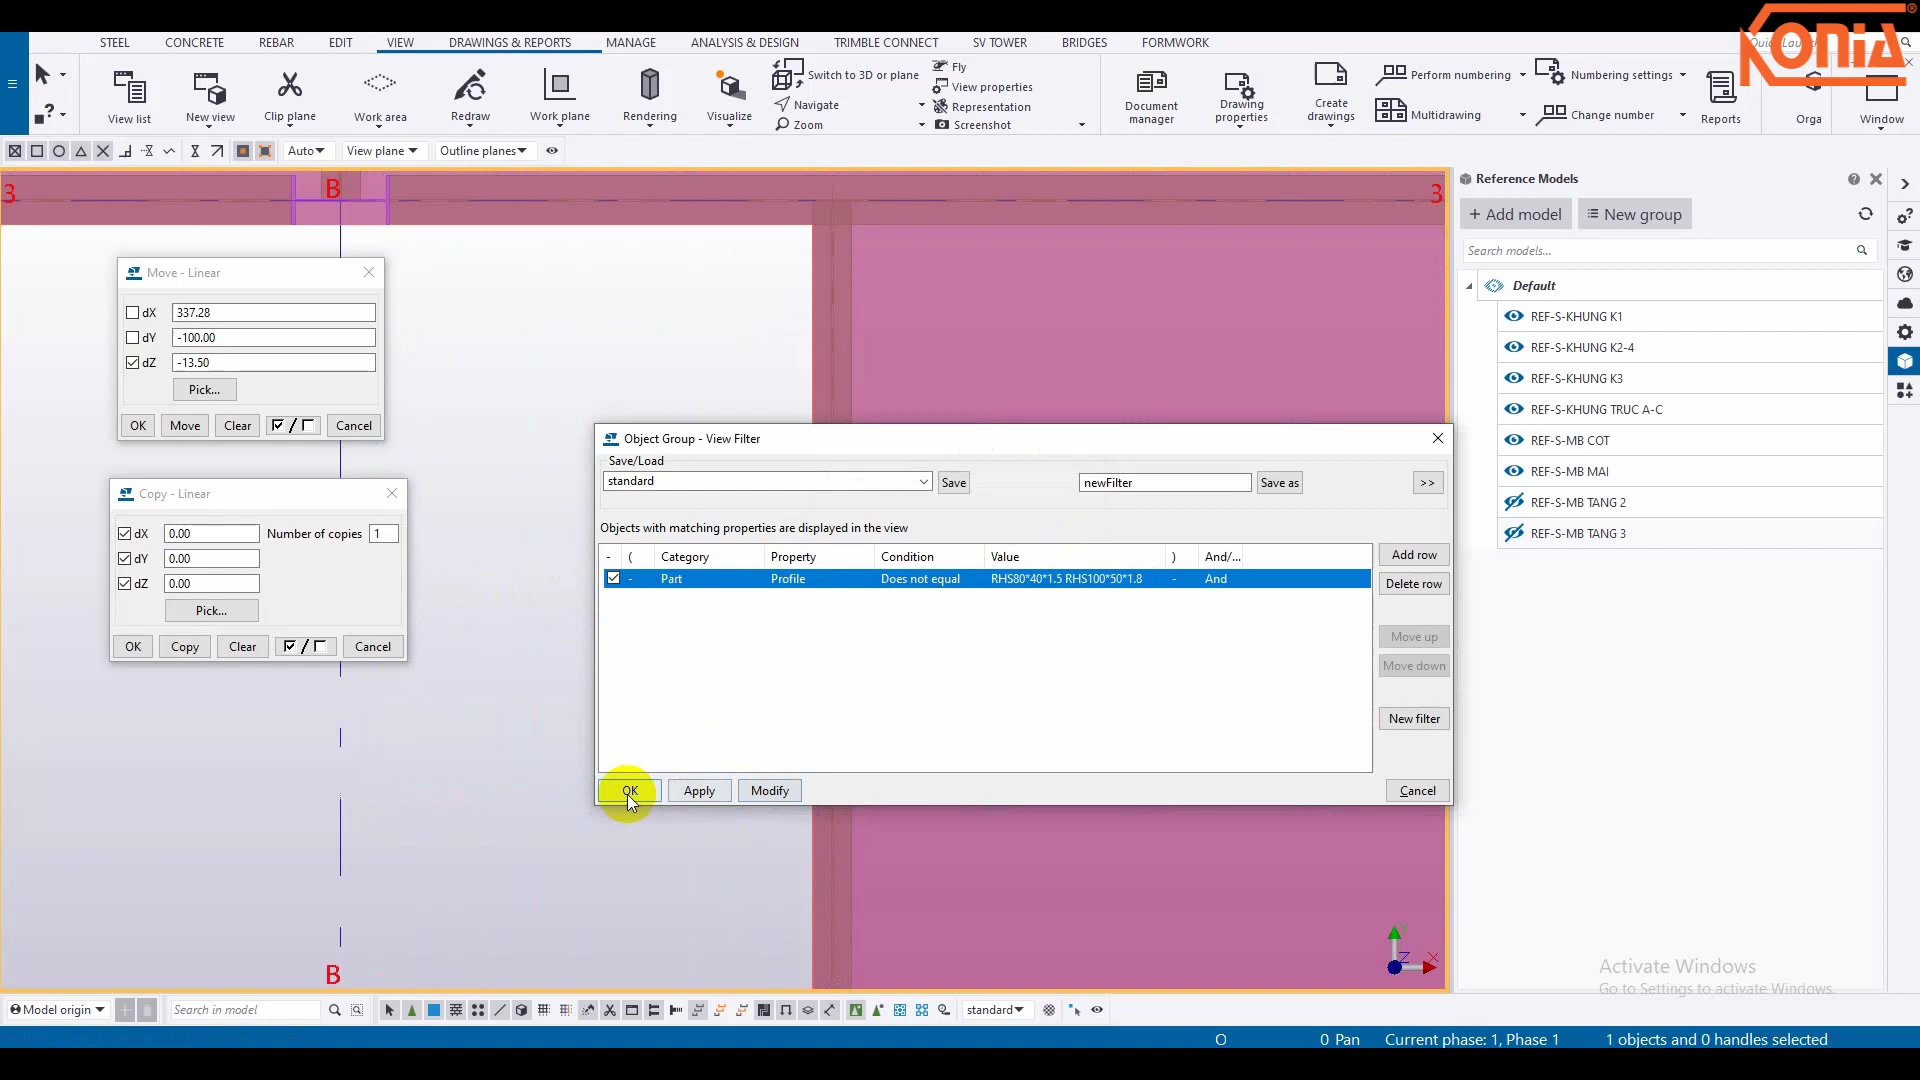 KONIA
STEEL CONCRETE REBAR EDIT VIEW DRAWINGS & REPORTS MANAGE ANALYSIS & DESIGN TRIMBLE CONNECT SV TOWER BRIDGES FORMWORK
View list New view Clip plane Work area Redraw Work plane Rendering Visualize
Switch to 3D or plane
Navigate
Zoom
Fly
View properties
Representation
Screenshot
Document manager
Drawing properties
Create drawings
Perform numbering
Multidrawing
Numbering settings
Change number
Reports Orga Window
Auto View plane Outline planes
3 B 3
Move - Linear
dX 337.28
dY -100.00
dZ -13.50
Pick...
OK Move Clear / Cancel
Copy - Linear
dX 0.00 Number of copies 1
dY 0.00
dZ 0.00
Pick...
OK Copy Clear / Cancel
Object Group - View Filter
Save/Load
standard Save newFilter Save as >>
Objects with matching properties are displayed in the view
- ( Category Property Condition Value ) And/...
- Part Profile Does not equal RHS80*40*1.5 RHS100*50*1.8 - And
Add row
Delete row
Move up
Move down
New filter
OK Apply Modify Cancel
B
Z X
Reference Models
+ Add model New group
Search models...
Default
REF-S-KHUNG K1
REF-S-KHUNG K2-4
REF-S-KHUNG K3
REF-S-KHUNG TRUC A-C
REF-S-MB COT
REF-S-MB MAI
REF-S-MB TANG 2
REF-S-MB TANG 3
Activate Windows
Go to Settings to activate Windows.
Model origin Search in model standard
O 0 Pan Current phase: 1, Phase 1 1 objects and 0 handles selected